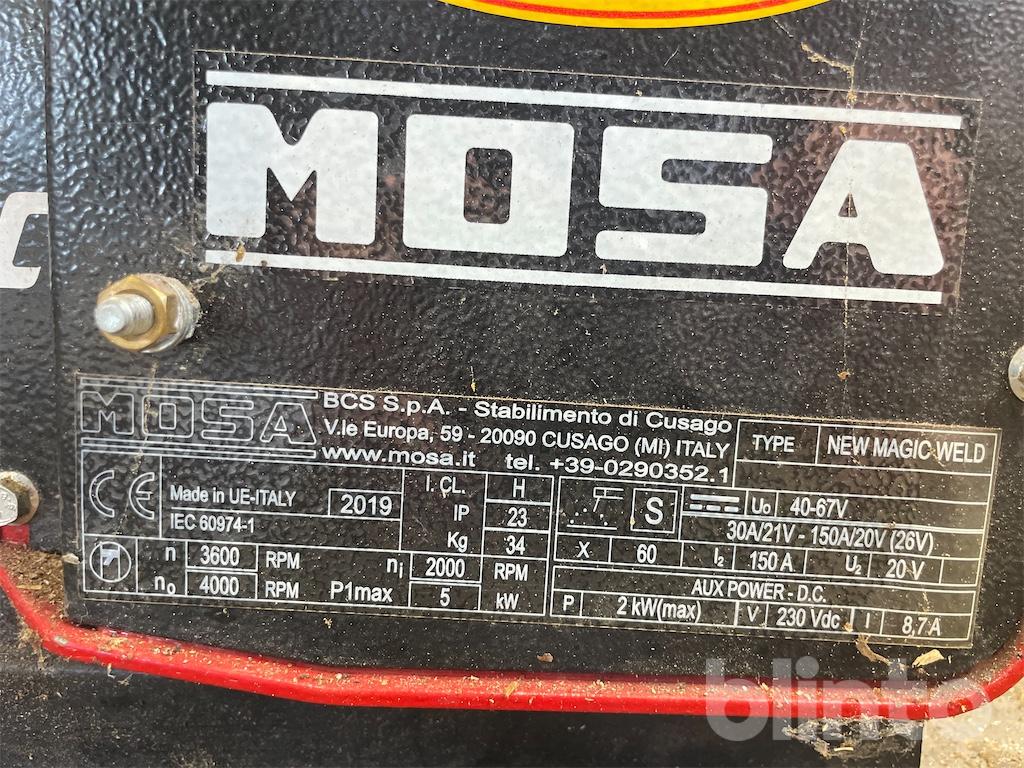 MOSA
C
MOSA
BCS S.p.A. - Stabilimento di Cusago
V.le Europa, 59 - 20090 CUSAGO (MI) ITALY
www.mosa.it tel. +39-0290352.1
TYPE NEW MAGIC WELD
CE Made in UE-ITALY 2019
IEC 60974-1
I. CL. H
IP 23
Kg 34
S U₀ 40-67V
30A/21V - 150A/20V (26V)
X 60 I₂ 150 A U₂ 20 V
n 3600 RPM n₁ 2000 RPM
n₀ 4000 RPM P1max 5 kW
AUX POWER - D.C.
P 2 kW(max) V 230 Vdc I 8,7 A
blinto